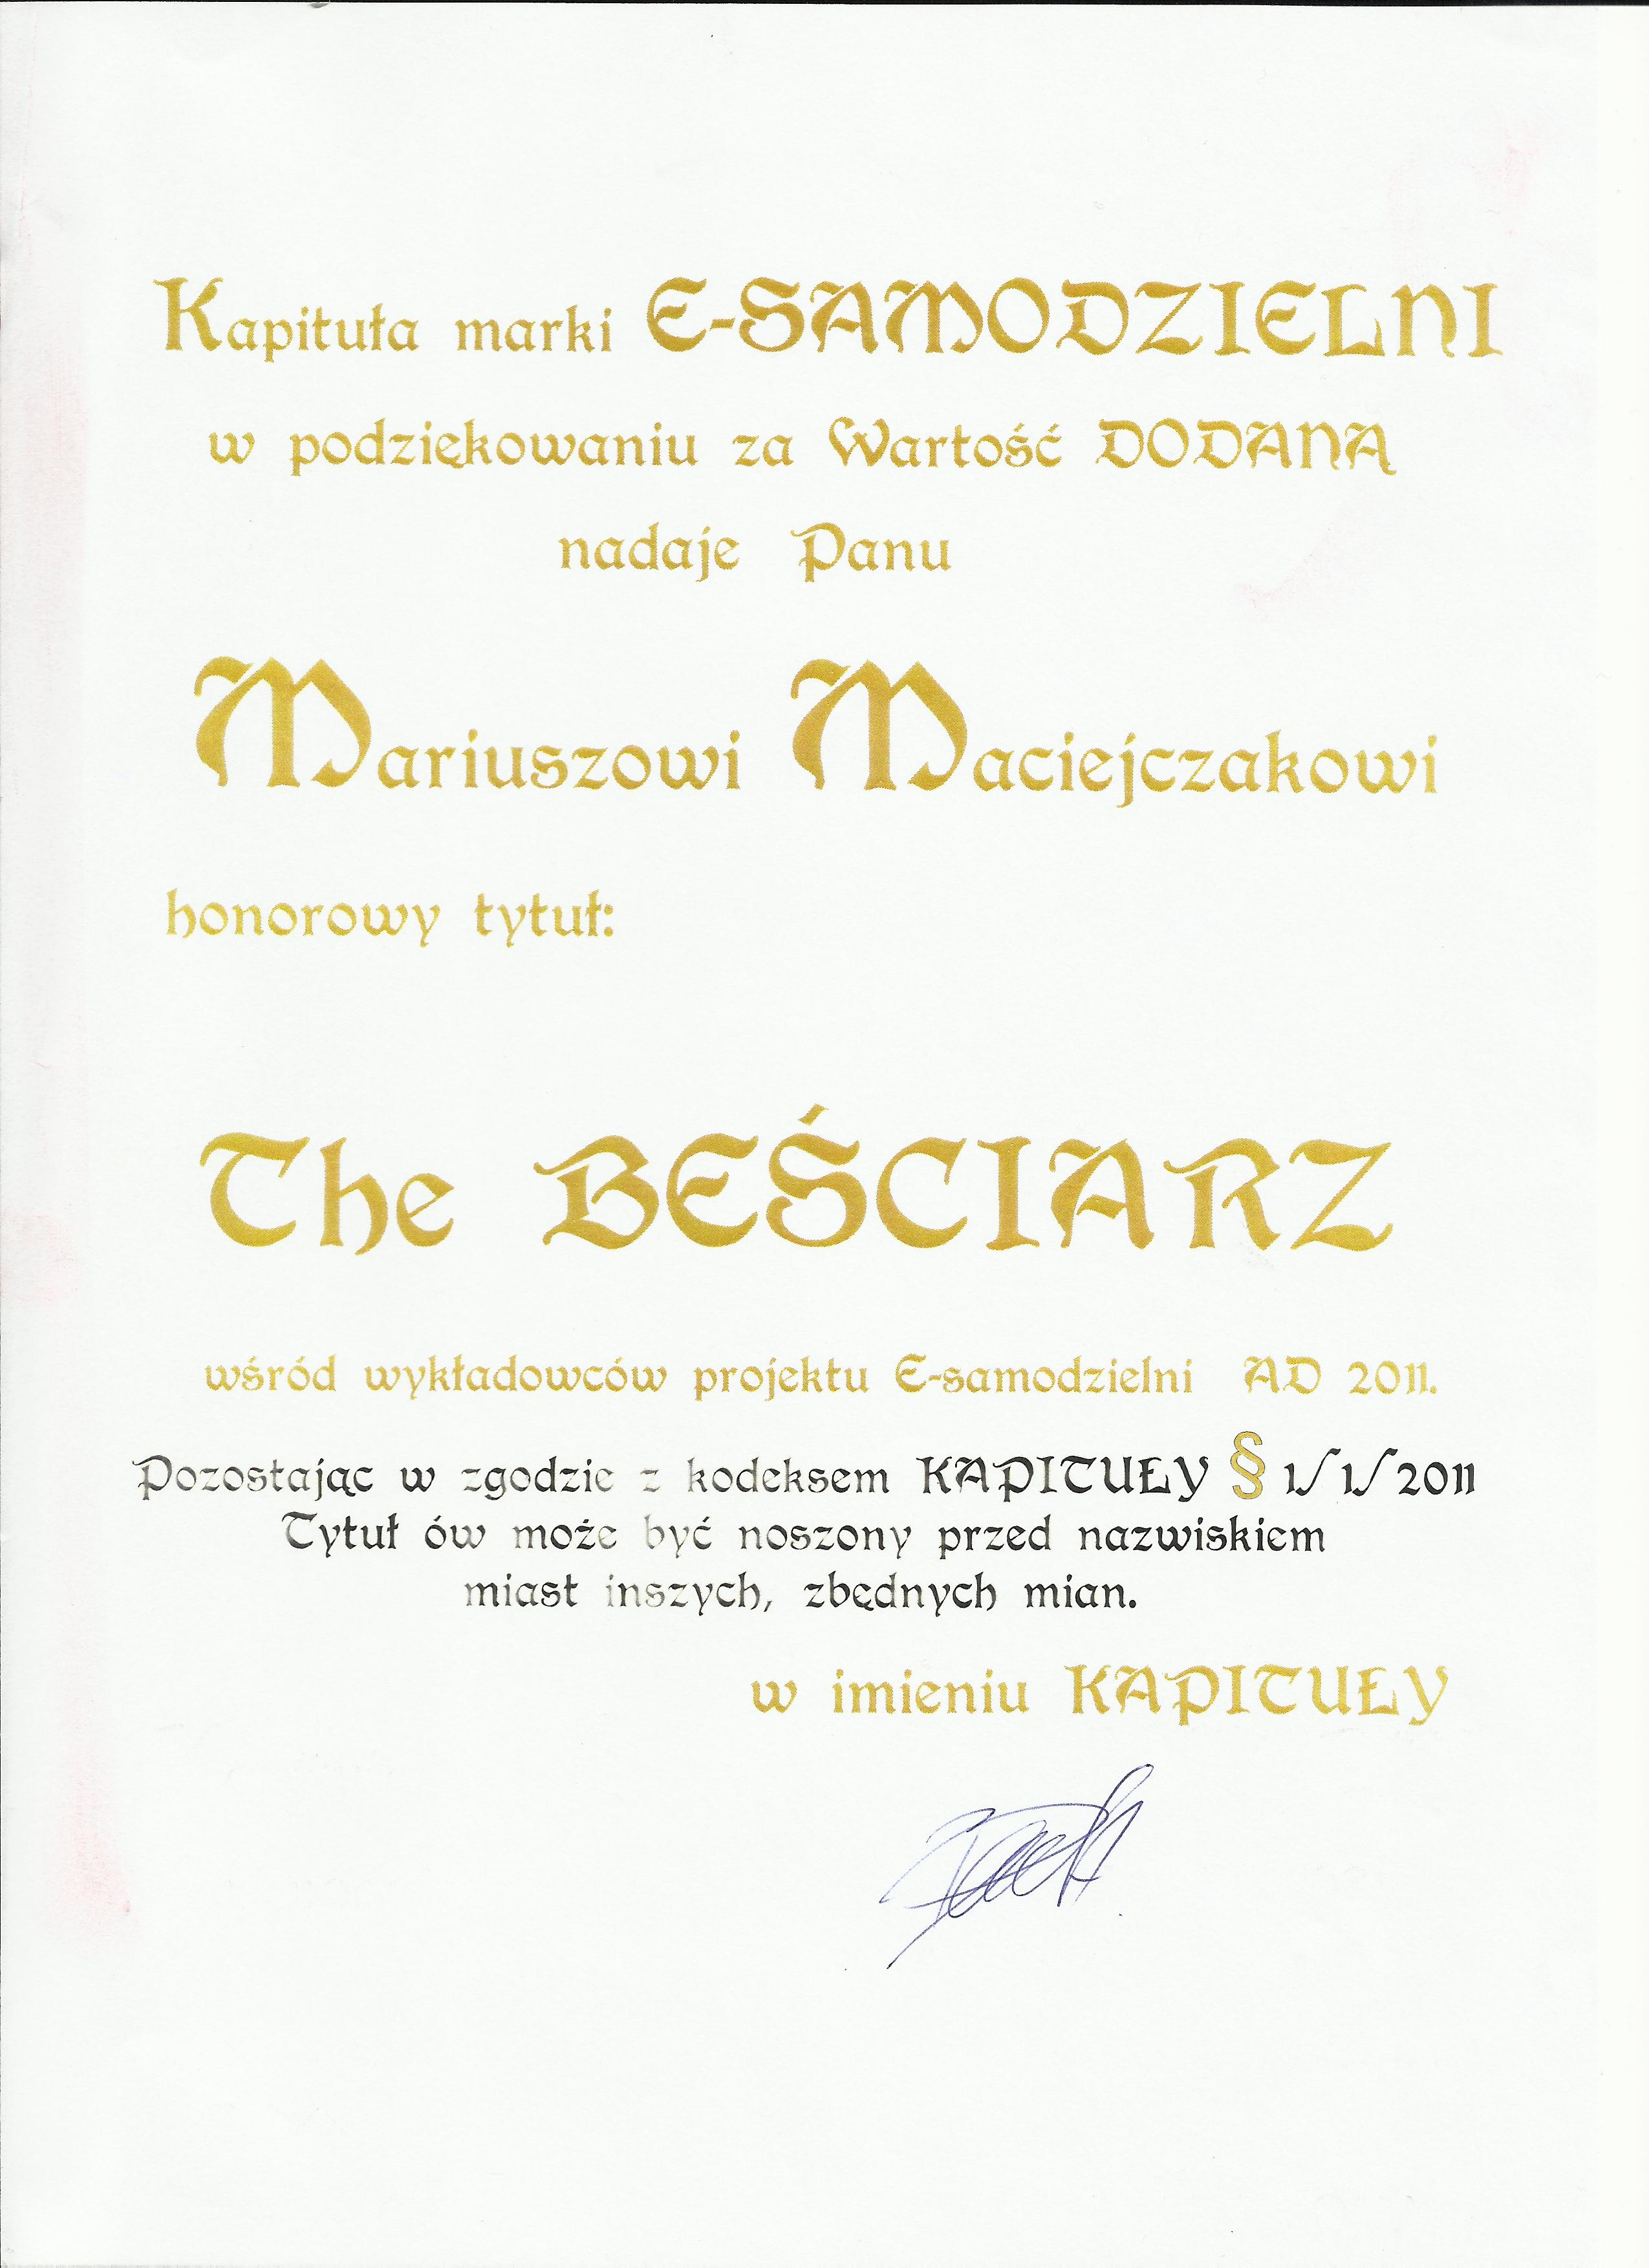 Kapituła marki E-SAMODZIELNI
w podziękowaniu za Wartość DODANĄ
nadaje Panu
Mariuszowi Maciejczakowi
honorowy tytuł:
The BEŚCIARZ
wśród wykładowców projektu E-samodzielni AD 2011.
Pozostając w zgodzie z kodeksem KAPITUŁY § 1/1/2011
Tytuł ów może być noszony przed nazwiskiem
miast inszych, zbędnych mian.
w imieniu KAPITUŁY